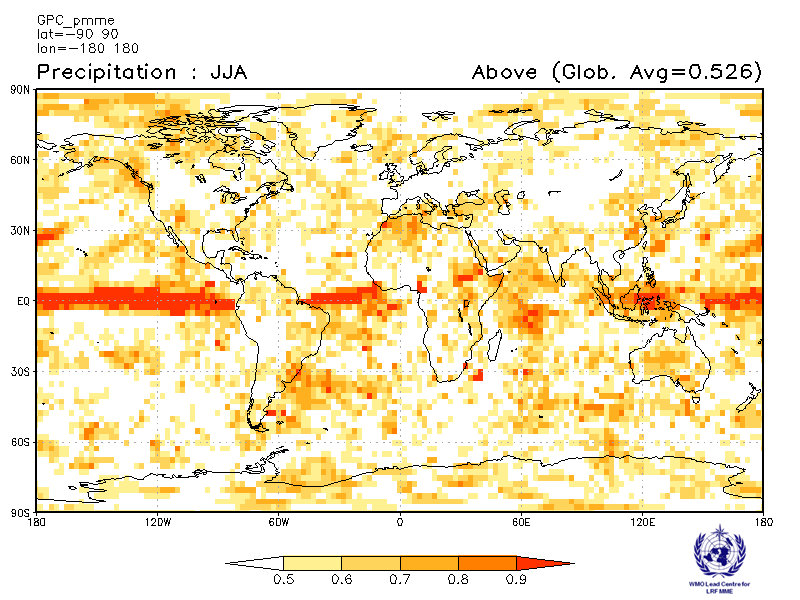 GPC_pmme
lat=−90 90
lon=−180 180
Precipitation : JJA Above (Glob. Avg=0.526)
90N
60N
30N
EQ
30S
60S
90S
180 120W 60W 0 60E 120E 180
0.5 0.6 0.7 0.8 0.9
WMO Lead Centre for
LRF MME